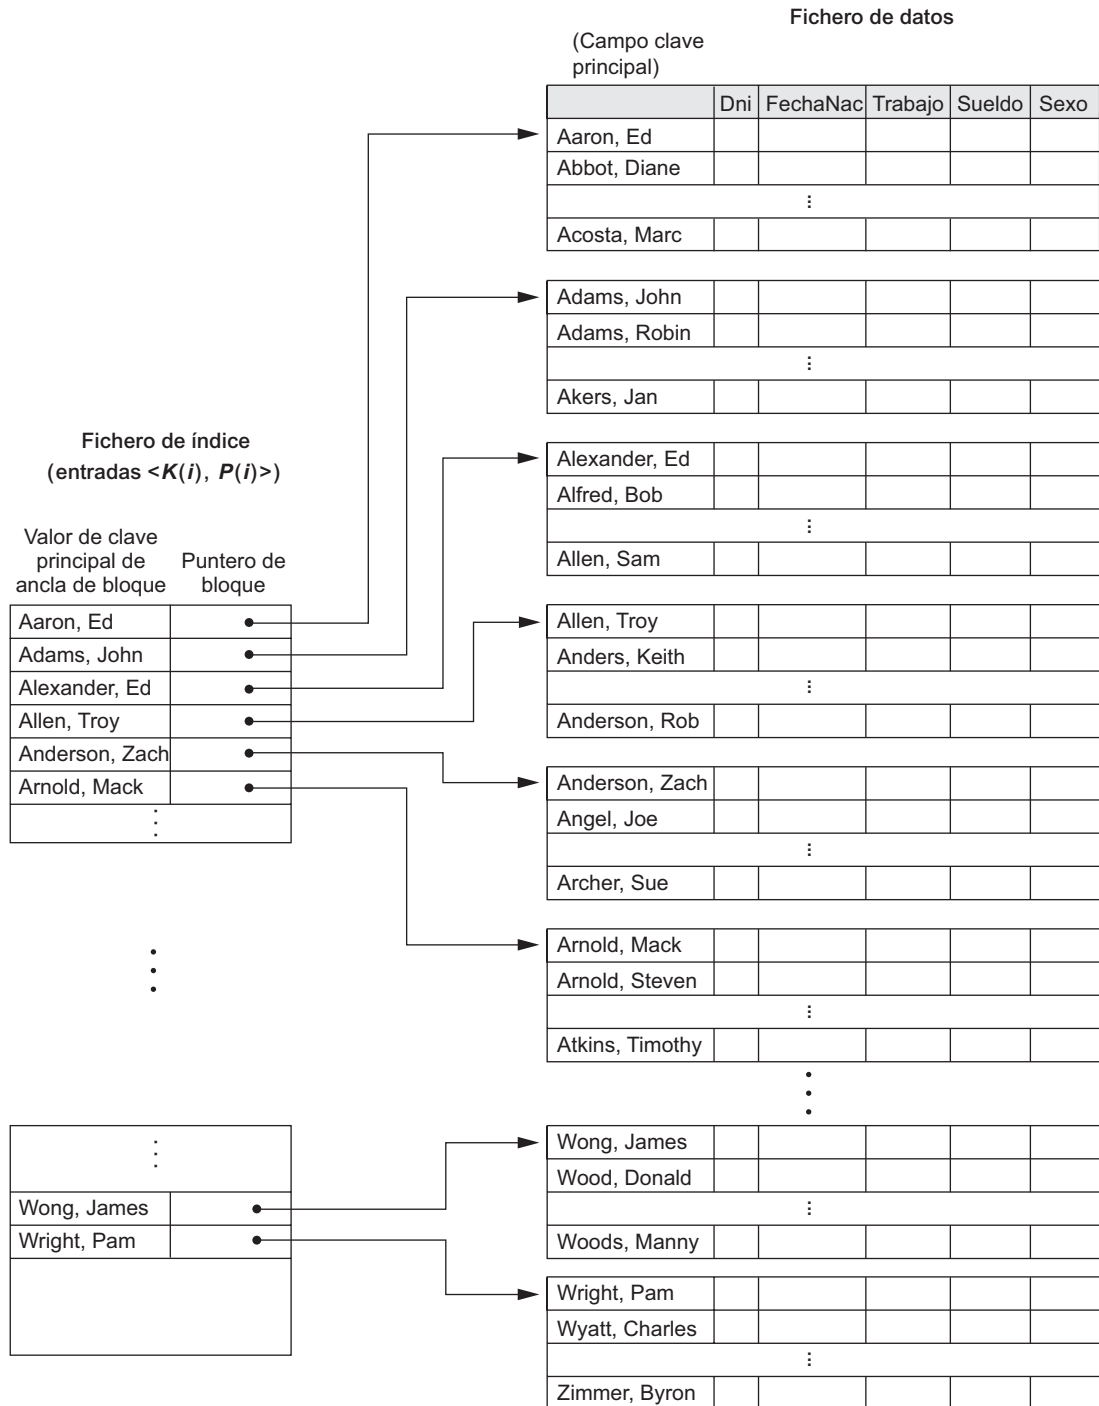 Fichero de datos
(Campo clave
principal)
Dni FechaNac Trabajo Sueldo Sexo
Aaron, Ed
Abbot, Diane
⋮
Acosta, Marc
Adams, John
Adams, Robin
⋮
Akers, Jan
Alexander, Ed
Alfred, Bob
⋮
Allen, Sam
Allen, Troy
Anders, Keith
⋮
Anderson, Rob
Anderson, Zach
Angel, Joe
⋮
Archer, Sue
Arnold, Mack
Arnold, Steven
⋮
Atkins, Timothy
⋮
Wong, James
Wood, Donald
⋮
Woods, Manny
Wright, Pam
Wyatt, Charles
⋮
Zimmer, Byron
Fichero de índice
(entradas <K(i), P(i)>)
Valor de clave
principal de
ancla de bloque
Puntero de
bloque
Aaron, Ed
Adams, John
Alexander, Ed
Allen, Troy
Anderson, Zach
Arnold, Mack
⋮
⋮
⋮
Wong, James
Wright, Pam